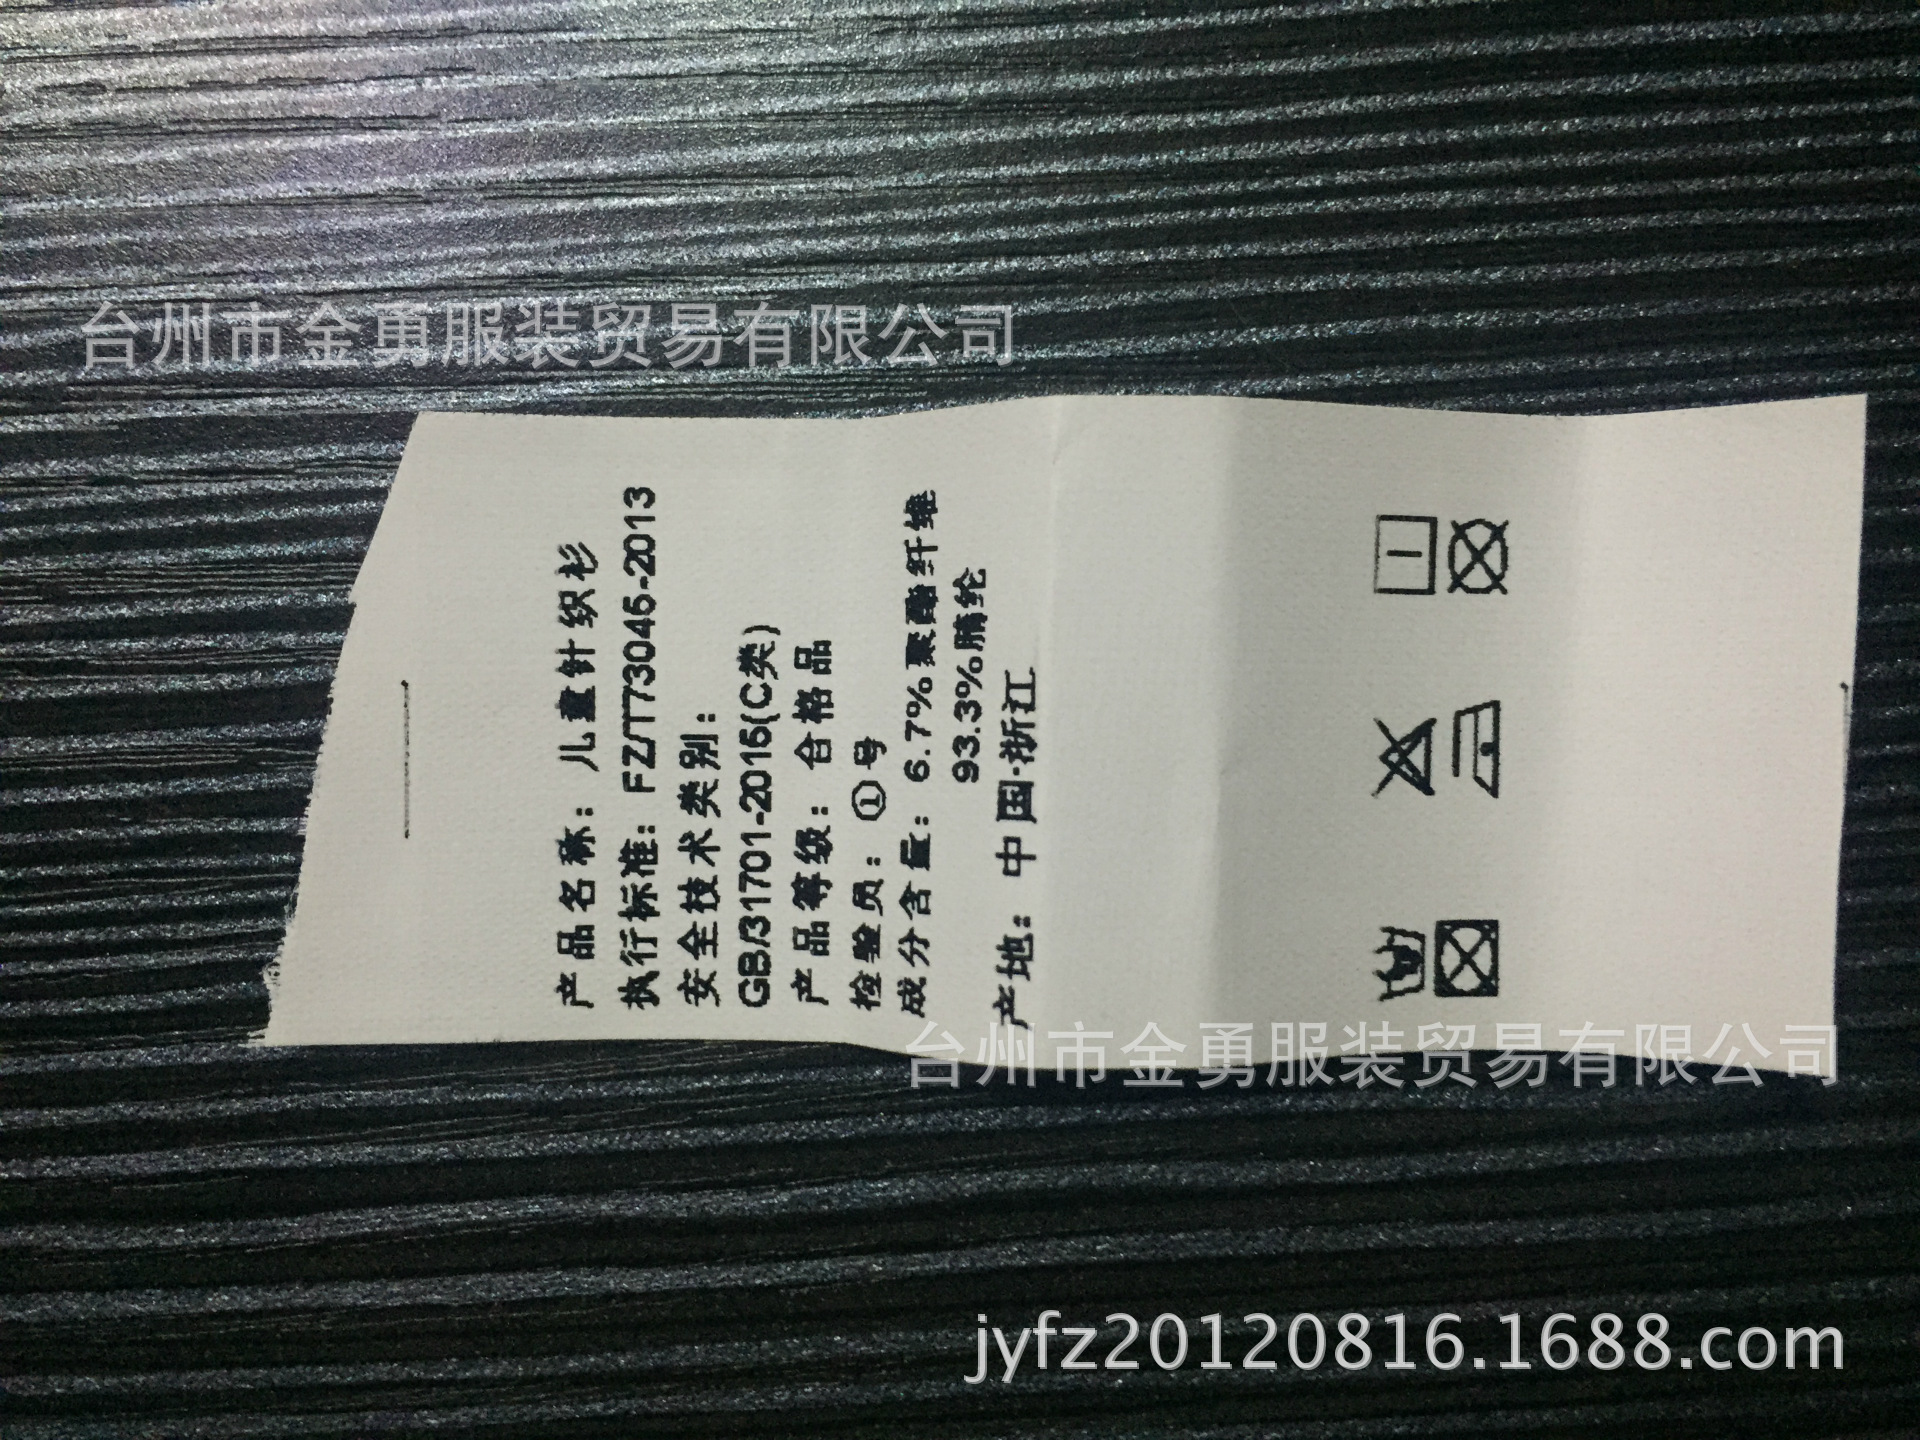 台州市金勇服装贸易有限公司
产品名称：儿童针织衫
执行标准：FZ/T73045-2013
安全技术类别：
GB/31701-2015(C类)
产品等级：合格品
检验员：①号
成分含量：6.7%聚酯纤维
93.3%腈纶
产地：中国·浙江
台州市金勇服装贸易有限公司
jyfz20120816.1688.com